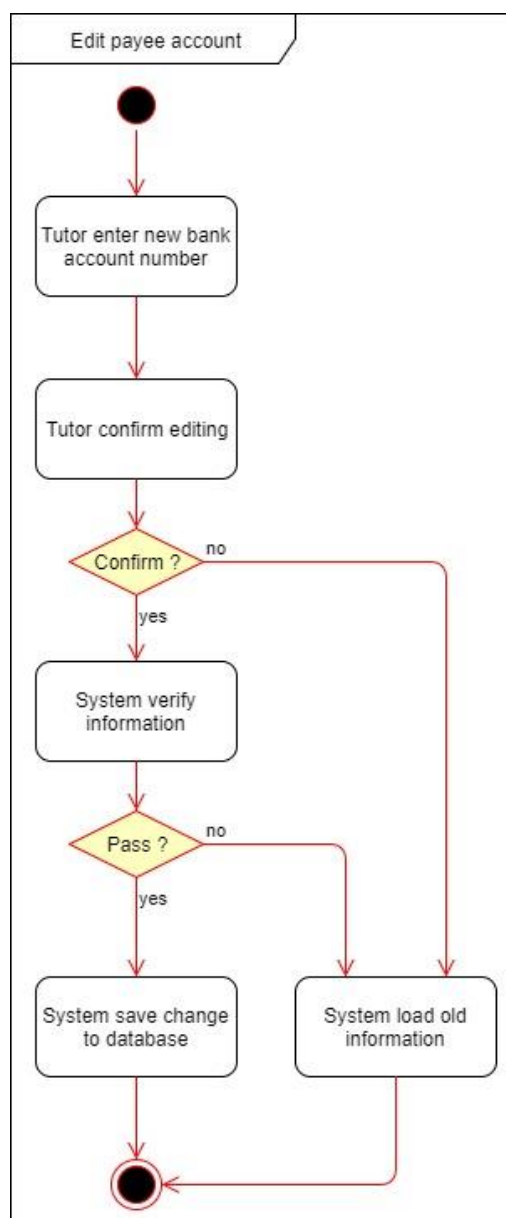 Edit payee account
Tutor enter new bank
account number
Tutor confirm editing
Confirm ?
no
yes
System verify
information
Pass ?
no
yes
System save change
to database
System load old
information